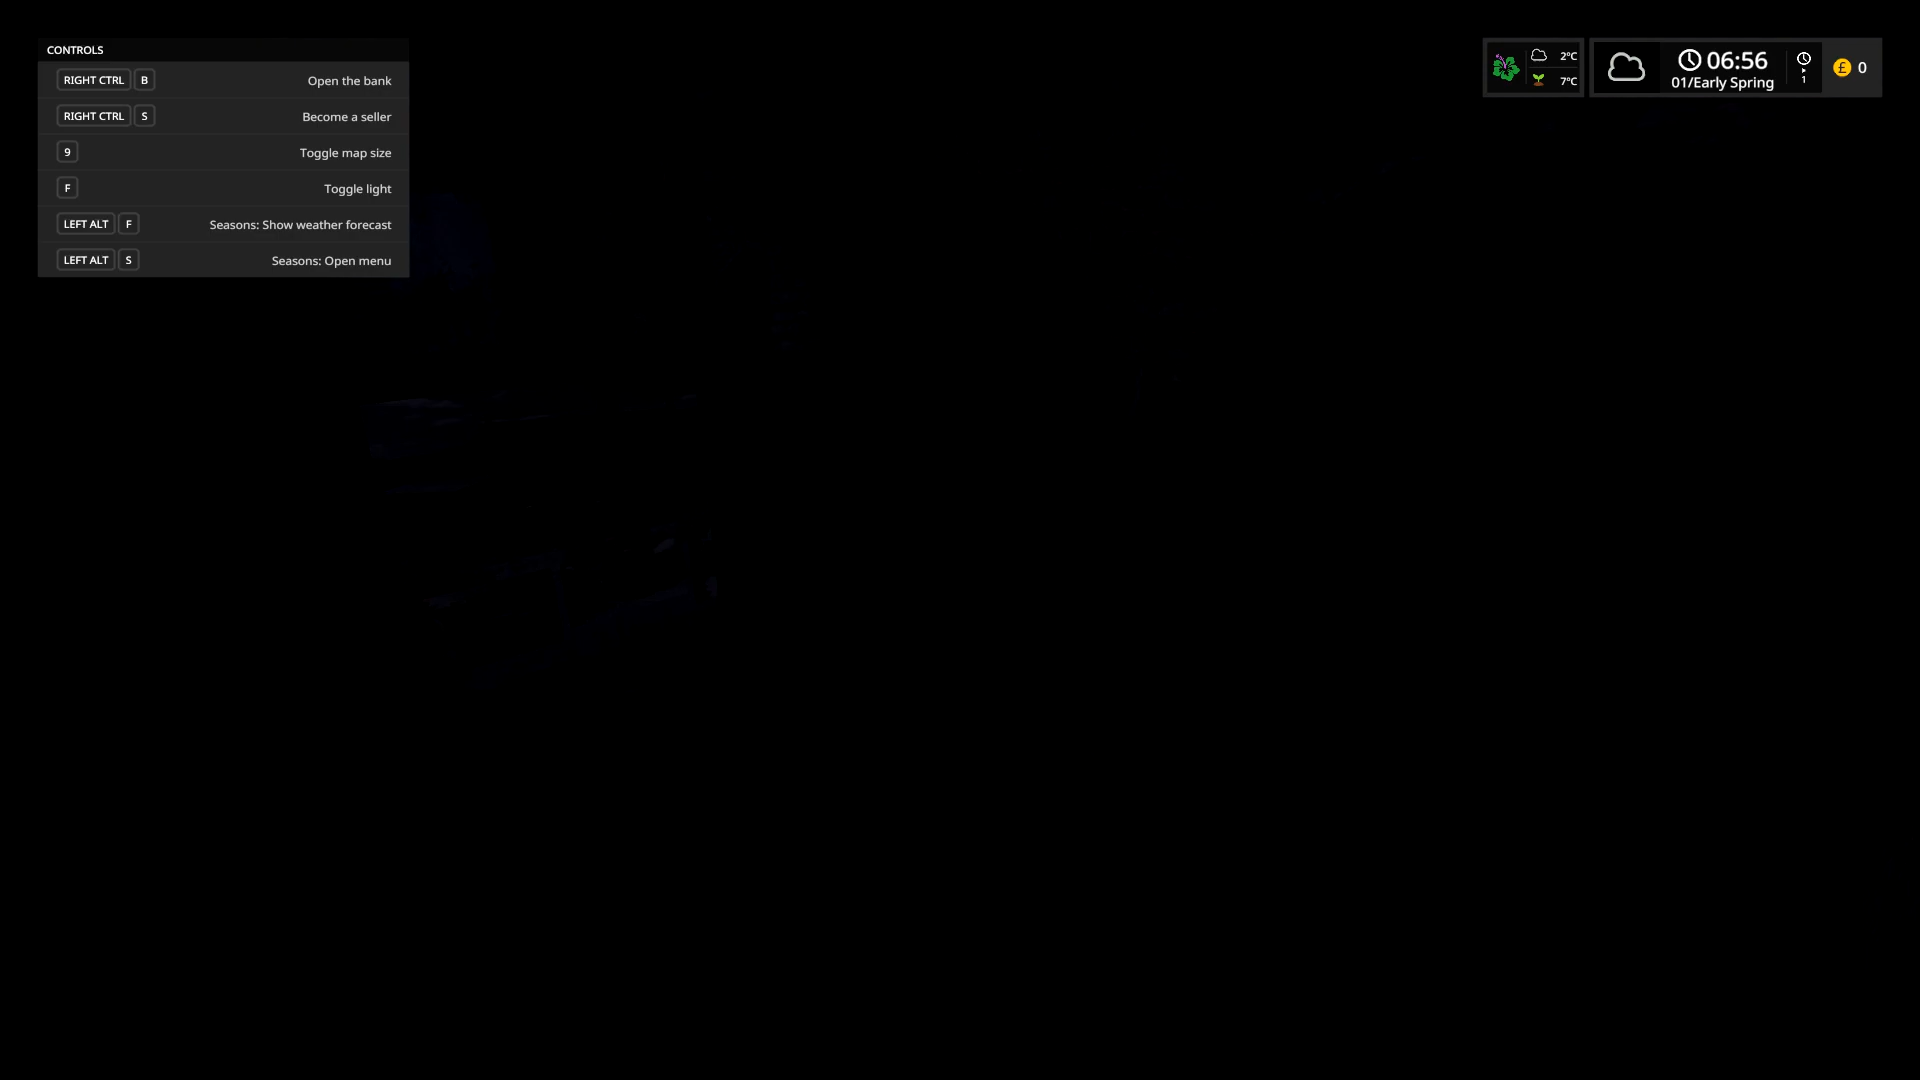 CONTROLS
RIGHT CTRL B Open the bank
RIGHT CTRL S Become a seller
9 Toggle map size
F Toggle light
LEFT ALT F Seasons: Show weather forecast
LEFT ALT S Seasons: Open menu
2°C
7°C
06:56
01/Early Spring
1
£ 0